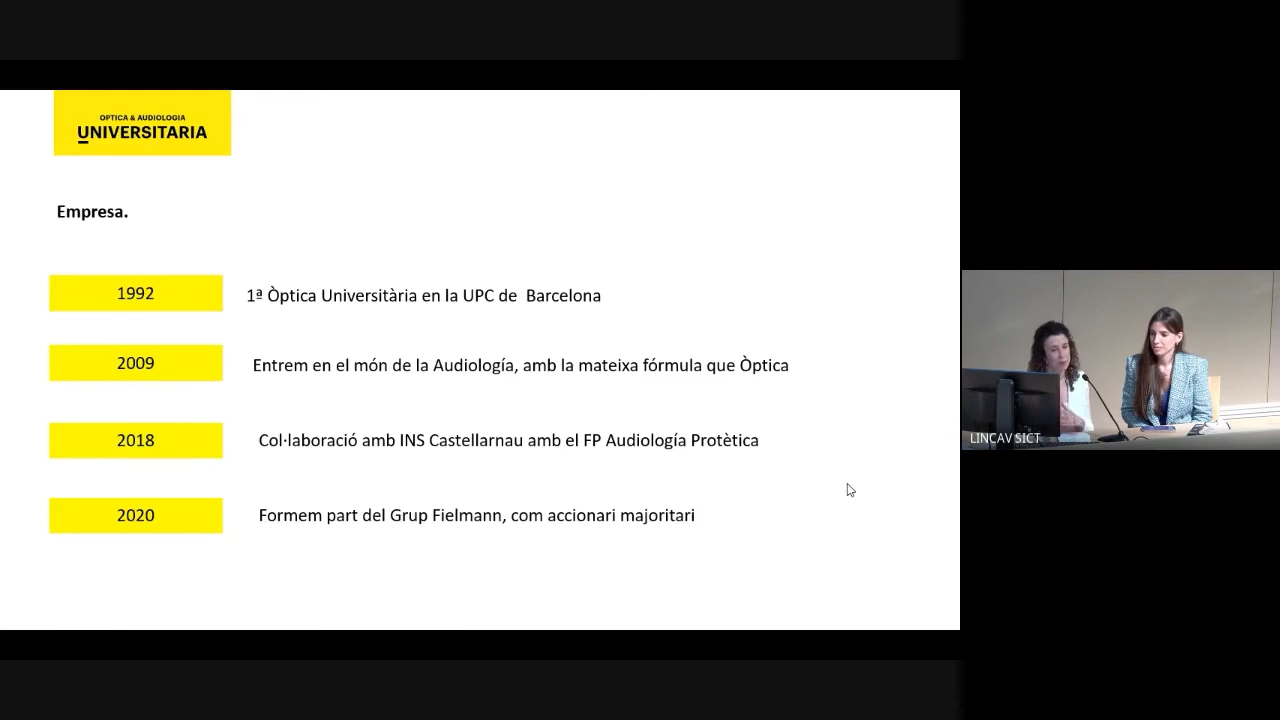 OPTICA & AUDIOLOGIA
UNIVERSITARIA
Empresa.
1992
1ª Òptica Universitària en la UPC de Barcelona
2009
Entrem en el món de la Audiología, amb la mateixa fórmula que Òptica
2018
Col·laboració amb INS Castellarnau amb el FP Audiología Protètica
2020
Formem part del Grup Fielmann, com accionari majoritari
LINCAV SICT